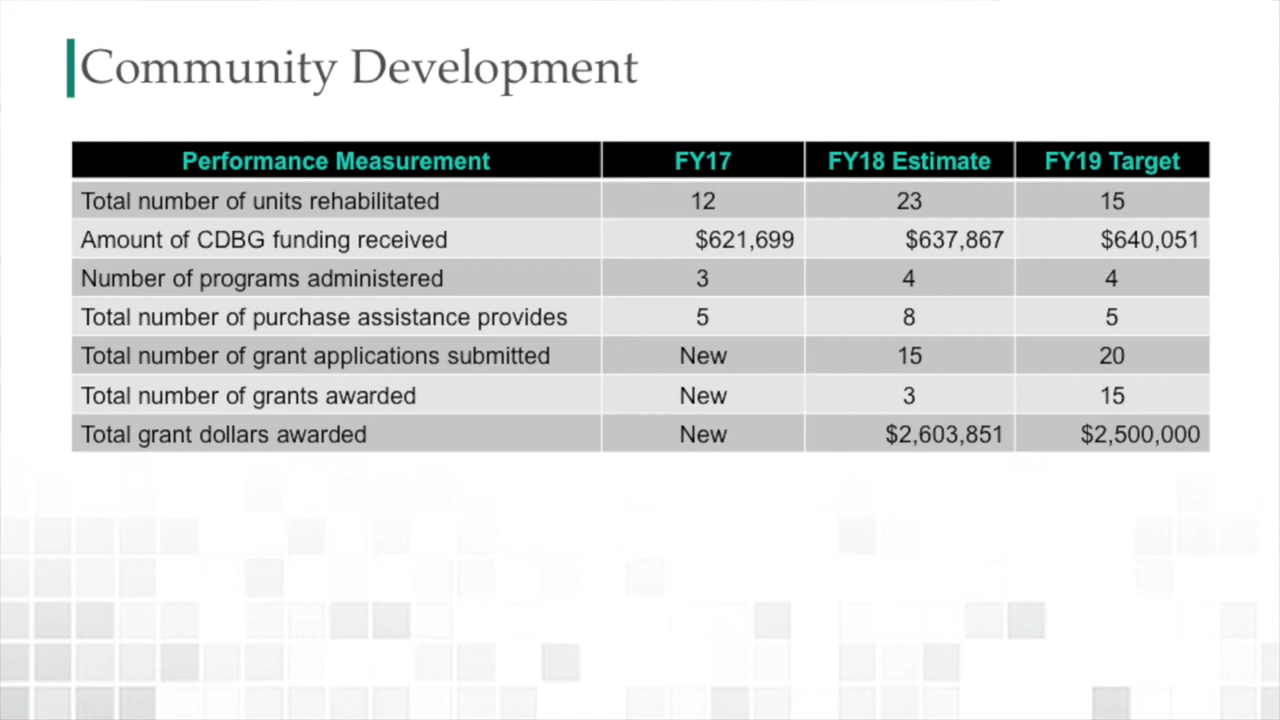 Community Development
Performance Measurement FY17 FY18 Estimate FY19 Target
Total number of units rehabilitated 12 23 15
Amount of CDBG funding received $621,699 $637,867 $640,051
Number of programs administered 3 4 4
Total number of purchase assistance provides 5 8 5
Total number of grant applications submitted New 15 20
Total number of grants awarded New 3 15
Total grant dollars awarded New $2,603,851 $2,500,000